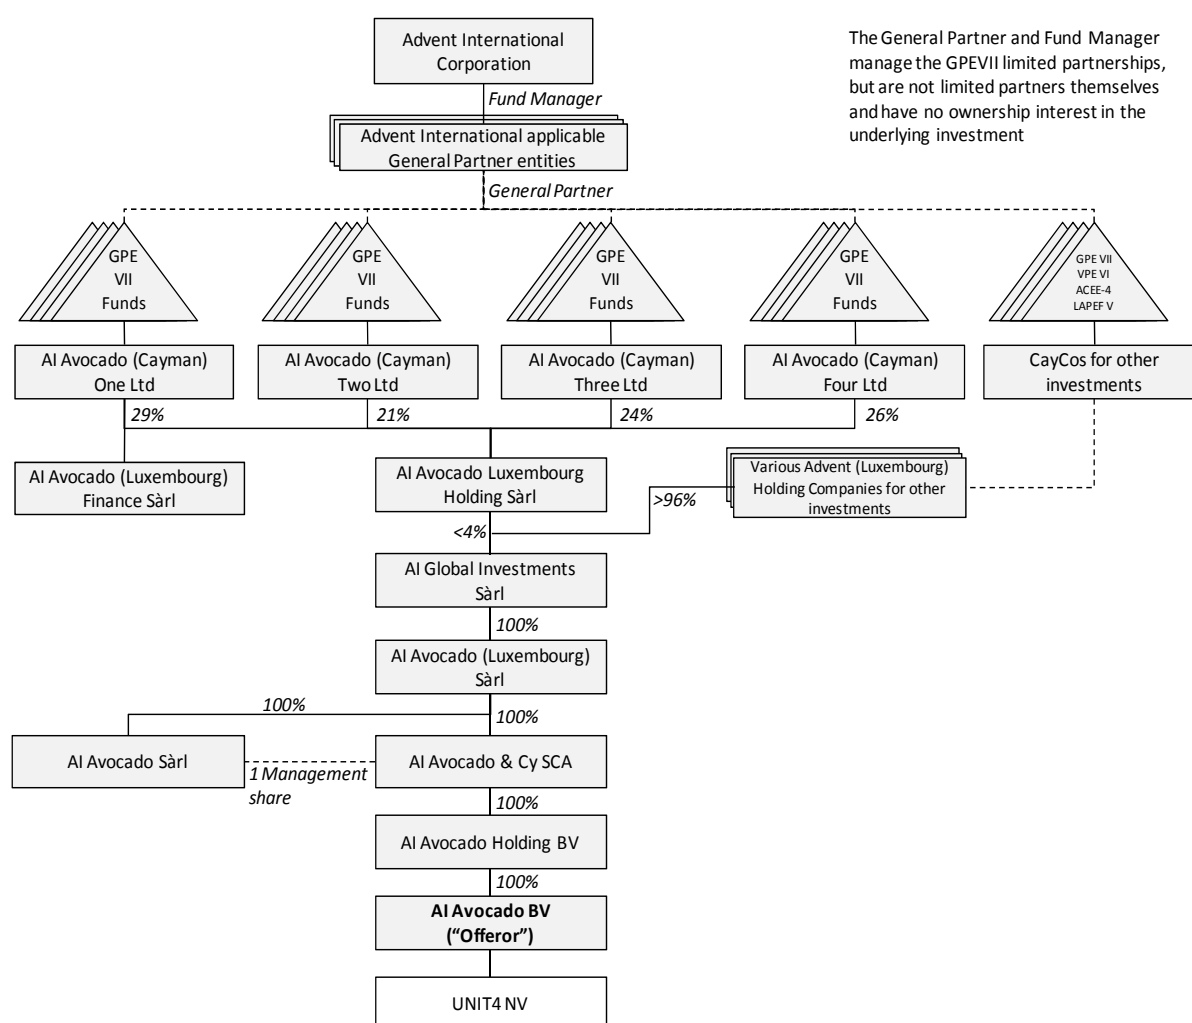 Advent International
Corporation
The General Partner and Fund Manager
manage the GPEVII limited partnerships,
but are not limited partners themselves
and have no ownership interest in the
underlying investment
Fund Manager
Advent International applicable
General Partner entities
General Partner
GPE
VII
Funds
GPE
VII
Funds
GPE
VII
Funds
GPE
VII
Funds
GPE VII
VPE VI
ACEE-4
LAPEF V
AI Avocado (Cayman)
One Ltd
AI Avocado (Cayman)
Two Ltd
AI Avocado (Cayman)
Three Ltd
AI Avocado (Cayman)
Four Ltd
CayCos for other
investments
29%
21%
24%
26%
AI Avocado (Luxembourg)
Finance Sàrl
AI Avocado Luxembourg
Holding Sàrl
Various Advent (Luxembourg)
Holding Companies for other
investments
>96%
<4%
AI Global Investments
Sàrl
100%
AI Avocado (Luxembourg)
Sàrl
100%
100%
AI Avocado Sàrl
1 Management
share
AI Avocado & Cy SCA
100%
AI Avocado Holding BV
100%
AI Avocado BV
(“Offeror”)
UNIT4 NV